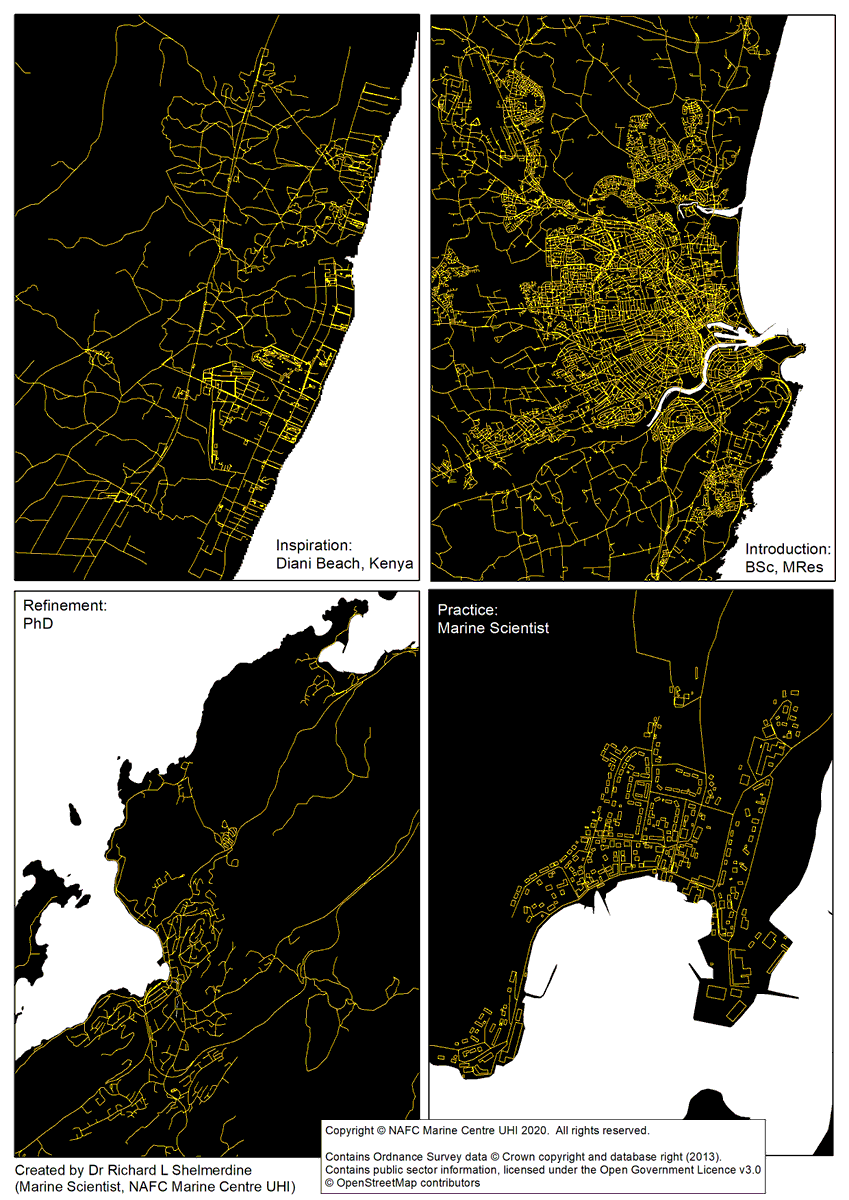 Inspiration:
Diani Beach, Kenya
Introduction:
BSc, MRes
Refinement:
PhD
Practice:
Marine Scientist
Copyright © NAFC Marine Centre UHI 2020.  All rights reserved.
Contains Ordnance Survey data © Crown copyright and database right (2013).
Contains public sector information, licensed under the Open Government Licence v3.0
© OpenStreetMap contributors
Created by Dr Richard L Shelmerdine
(Marine Scientist, NAFC Marine Centre UHI)